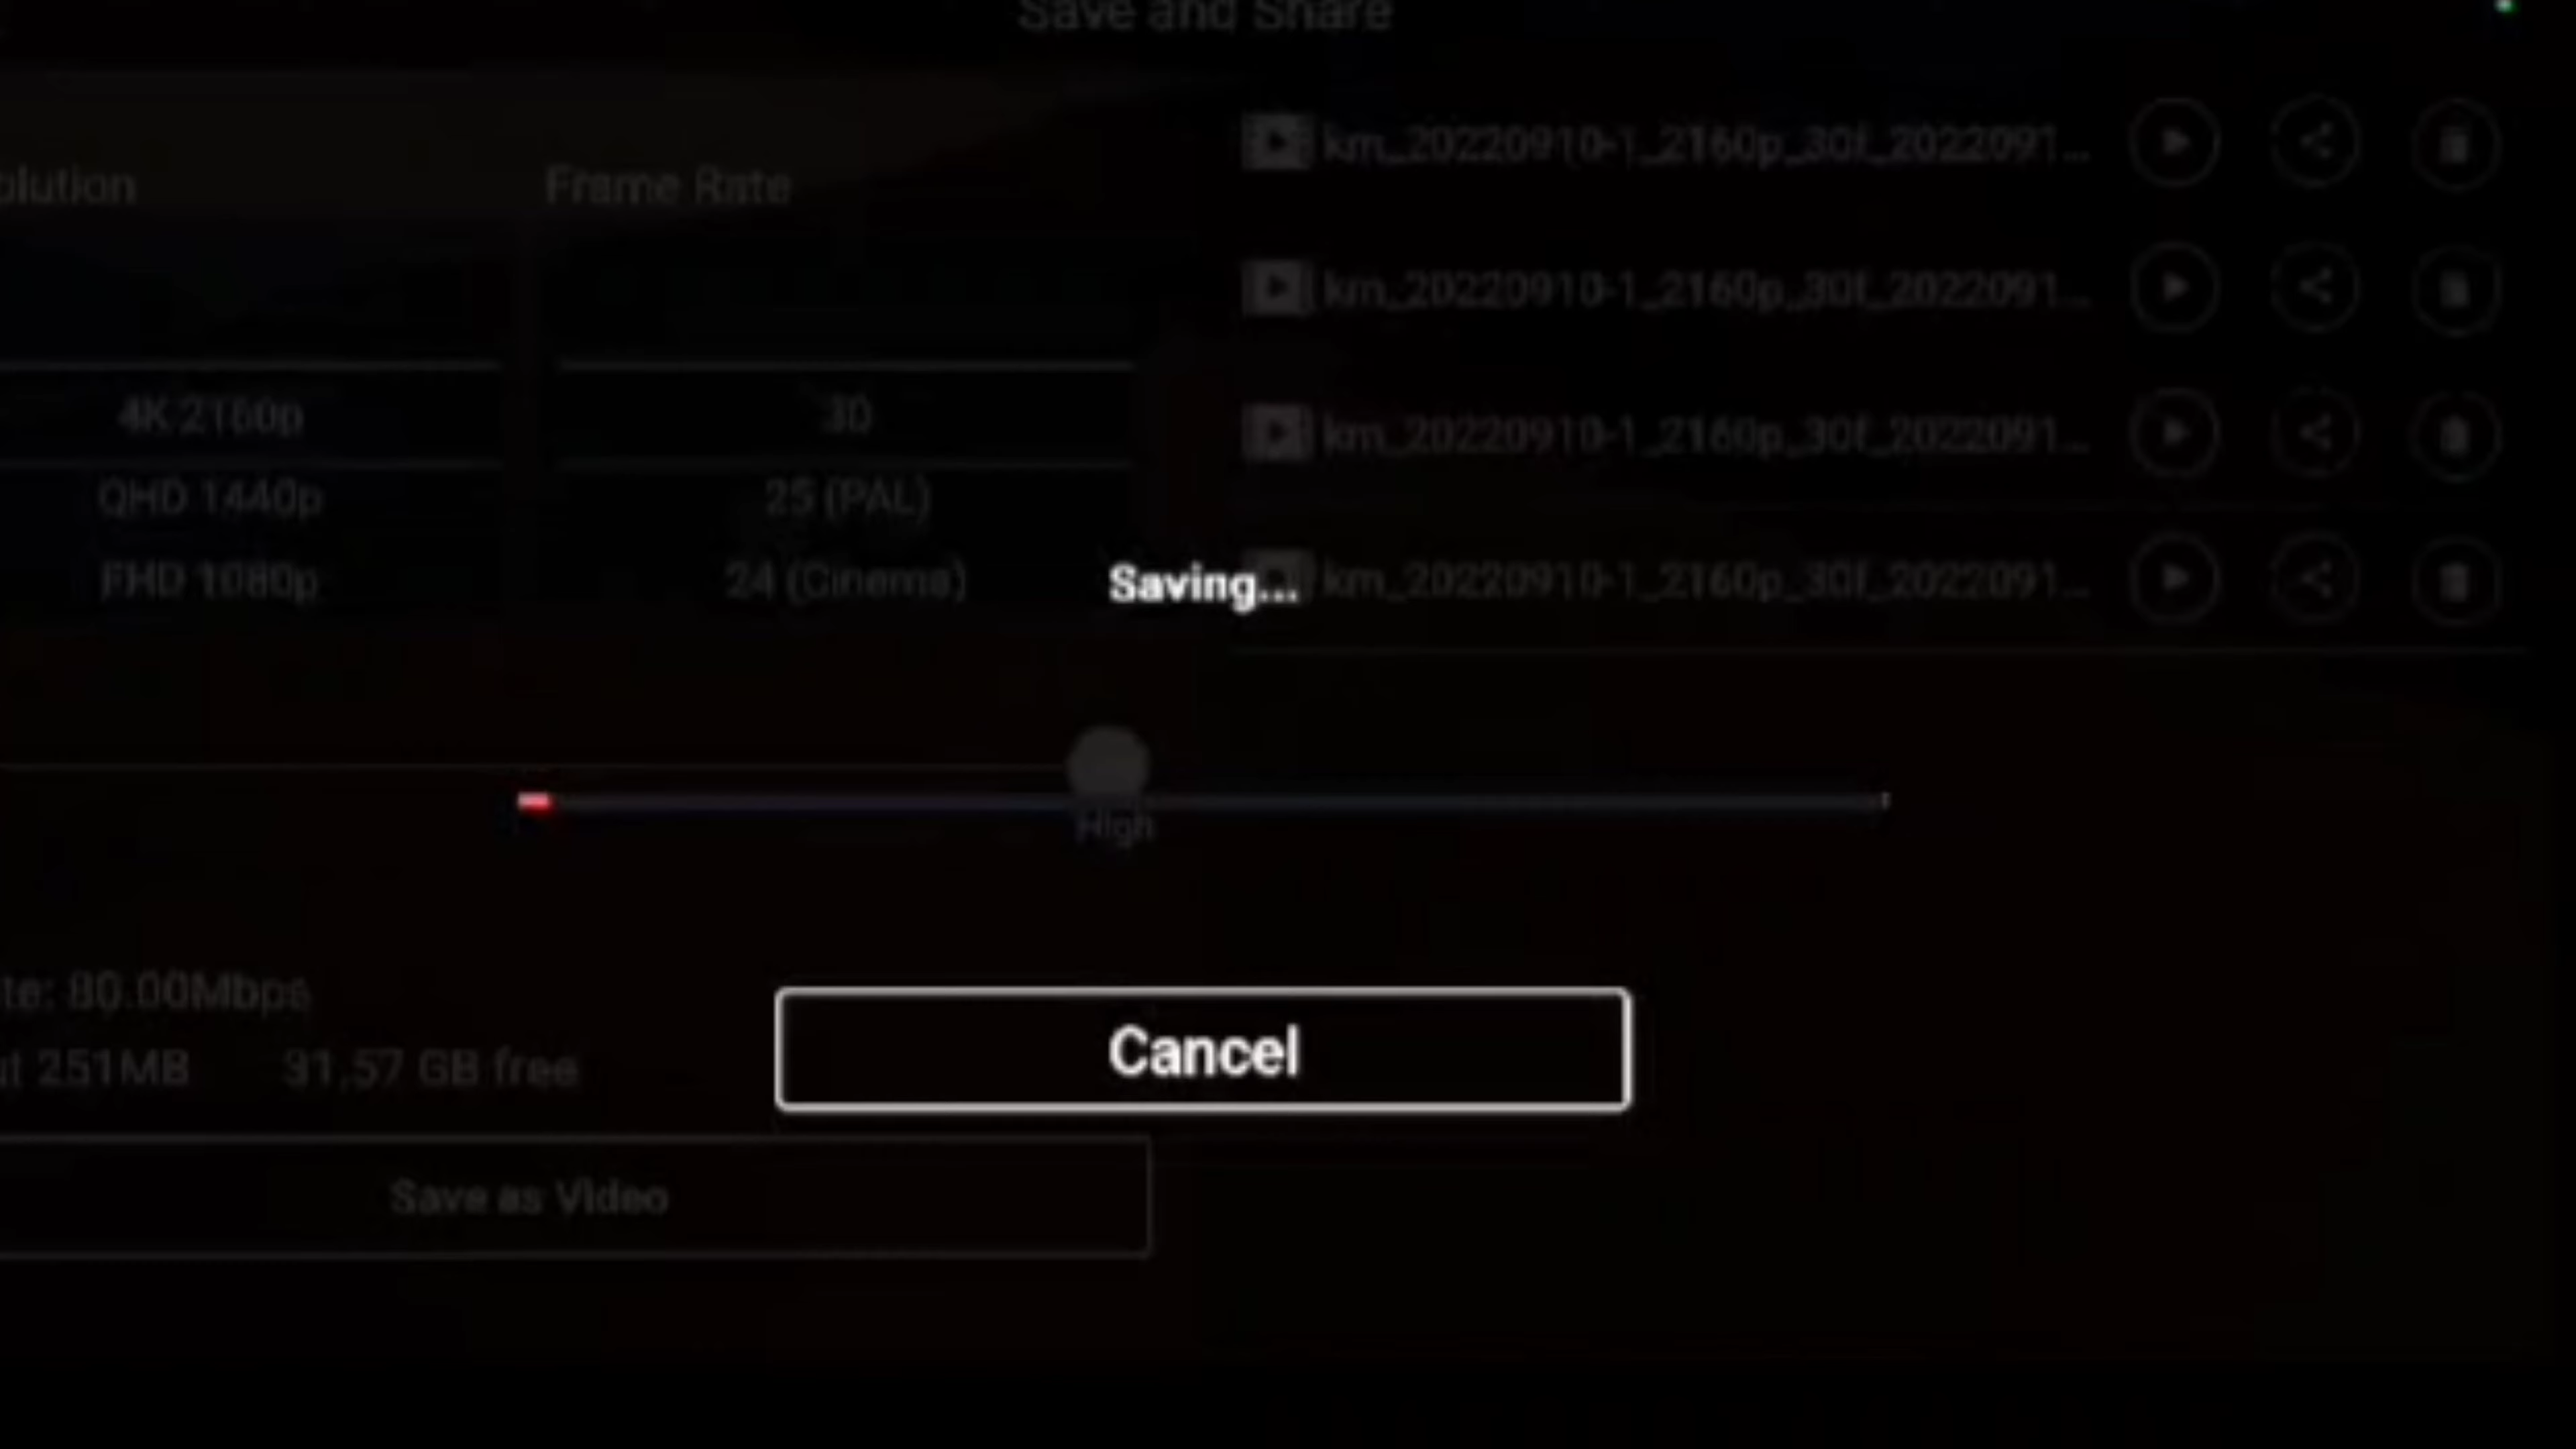 Save and Share
olution
Frame Rate
4K 2160p
QHD 1440p
FHD 1080p
30
25 (PAL)
24 (Cinema)
km_20220910-1_2160p_30f_2022091...
km_20220910-1_2160p_30f_2022091...
km_20220910-1_2160p_30f_2022091...
km_20220910-1_2160p_30f_2022091...
Saving...
High
te: 80.00Mbps
ut 251MB
91.57 GB free
Cancel
Save as Video